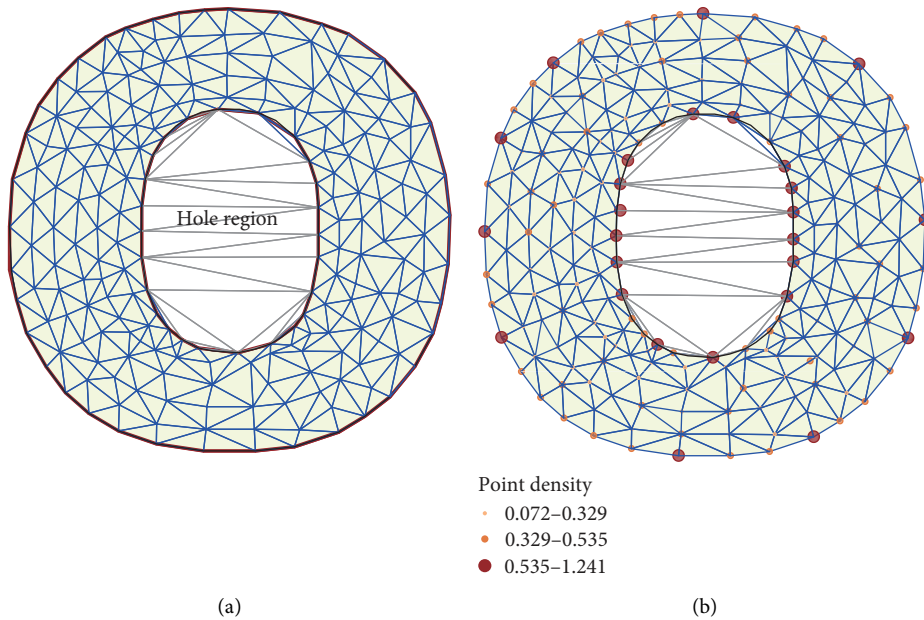 Hole region
Point density
0.072–0.329
0.329–0.535
0.535–1.241
(a)
(b)